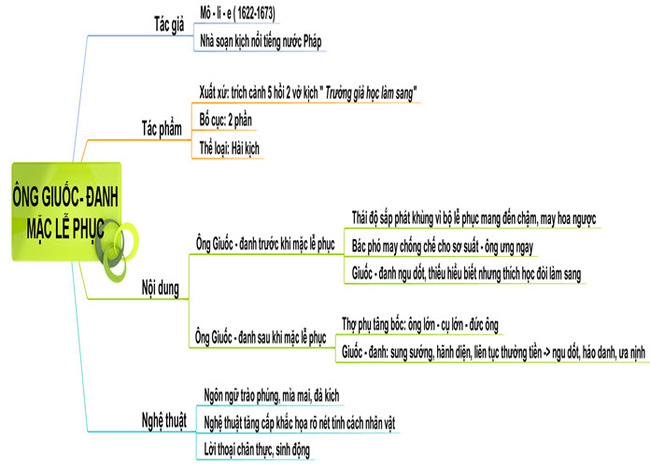 ÔNG GIUỐC- ĐANH
MẶC LỄ PHỤC
Tác giả
Mô - li - e ( 1622-1673)
Nhà soạn kịch nổi tiếng nước Pháp
Tác phẩm
Xuất xứ: trích cảnh 5 hồi 2 vở kịch " Trưởng giả học làm sang"
Bố cục: 2 phần
Thể loại: Hài kịch
Nội dung
Ông Giuốc - đanh trước khi mặc lễ phục
Thái độ sắp phát khùng vì bộ lễ phục mang đến chậm, may hoa ngược
Bác phó may chống chế cho sơ suất - ông ưng ngay
Giuốc - đanh ngu dốt, thiếu hiểu biết nhưng thích học đòi làm sang
Ông Giuốc - đanh sau khi mặc lễ phục
Thợ phụ tâng bốc: ông lớn - cụ lớn - đức ông
Giuốc - đanh: sung sướng, hãnh diện, liên tục thưởng tiền -> ngu dốt, háo danh, ưa nịnh
Nghệ thuật
Ngôn ngữ trào phúng, mỉa mai, đả kích
Nghệ thuật tăng cấp khắc họa rõ nét tính cách nhân vật
Lời thoại chân thực, sinh động